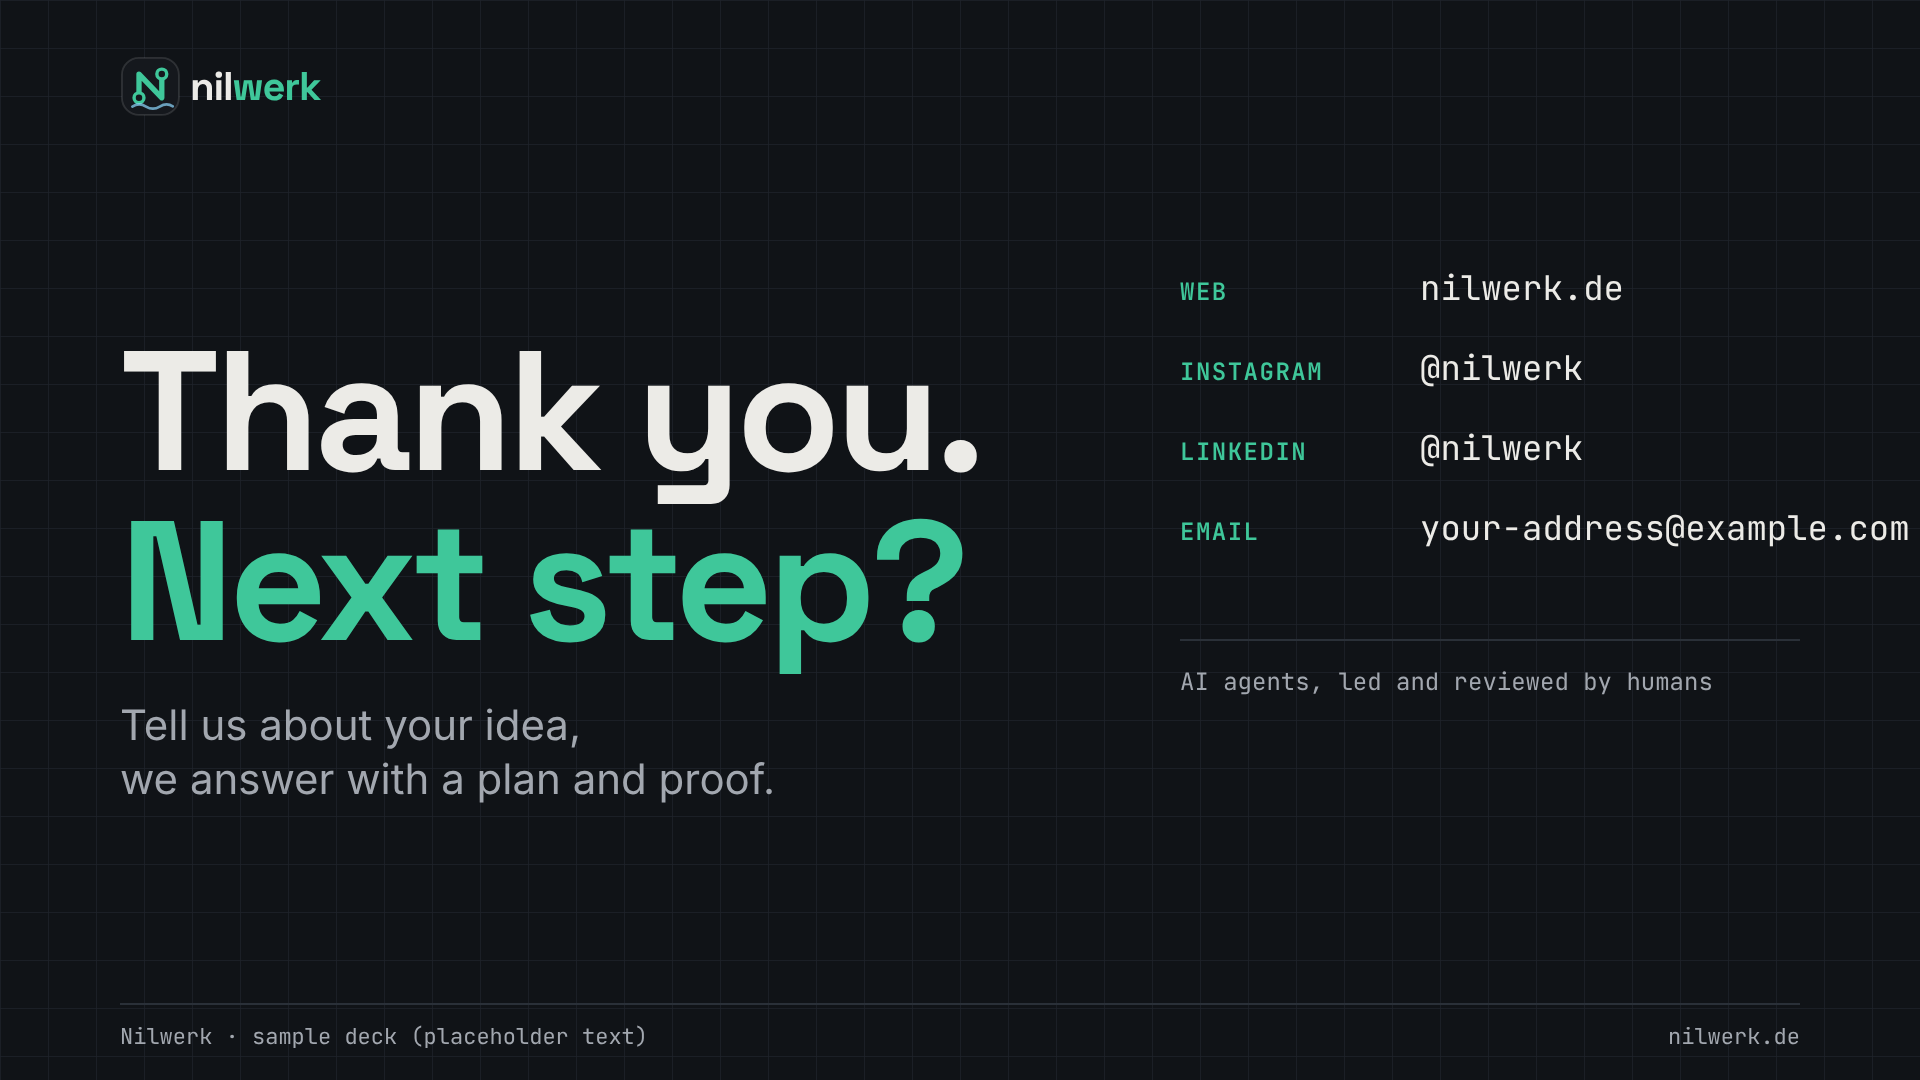 nilwerk
Thank you.
Next step?
Tell us about your idea,
we answer with a plan and proof.
WEB nilwerk.de
INSTAGRAM @nilwerk
LINKEDIN @nilwerk
EMAIL your-address@example.com
AI agents, led and reviewed by humans
Nilwerk · sample deck (placeholder text)
nilwerk.de